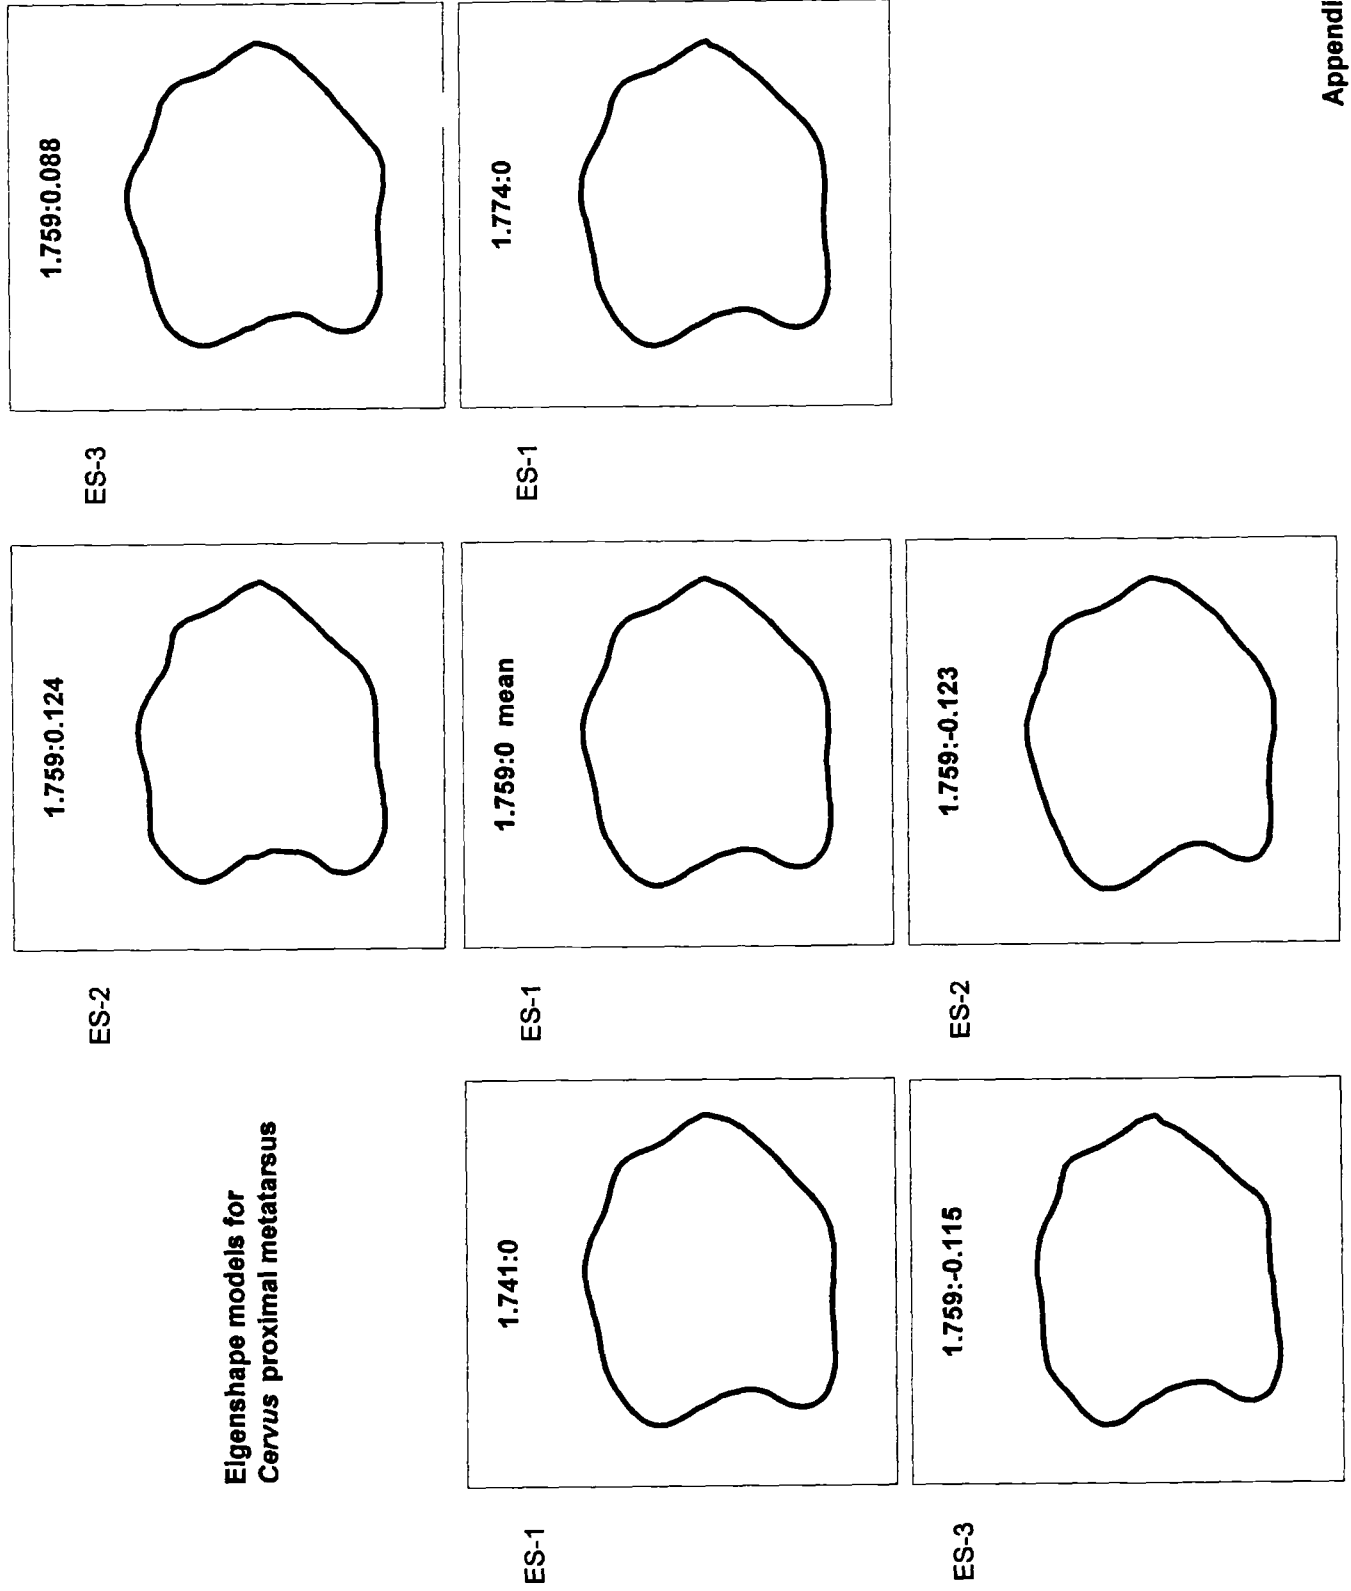 Eigenshape models for
Cervus proximal metatarsus
ES-2
1.759:0.124
ES-3
1.759:0.088
ES-1
1.741:0
ES-1
1.759:0 mean
ES-1
1.774:0
ES-3
1.759:-0.115
ES-2
1.759:-0.123
Appendi